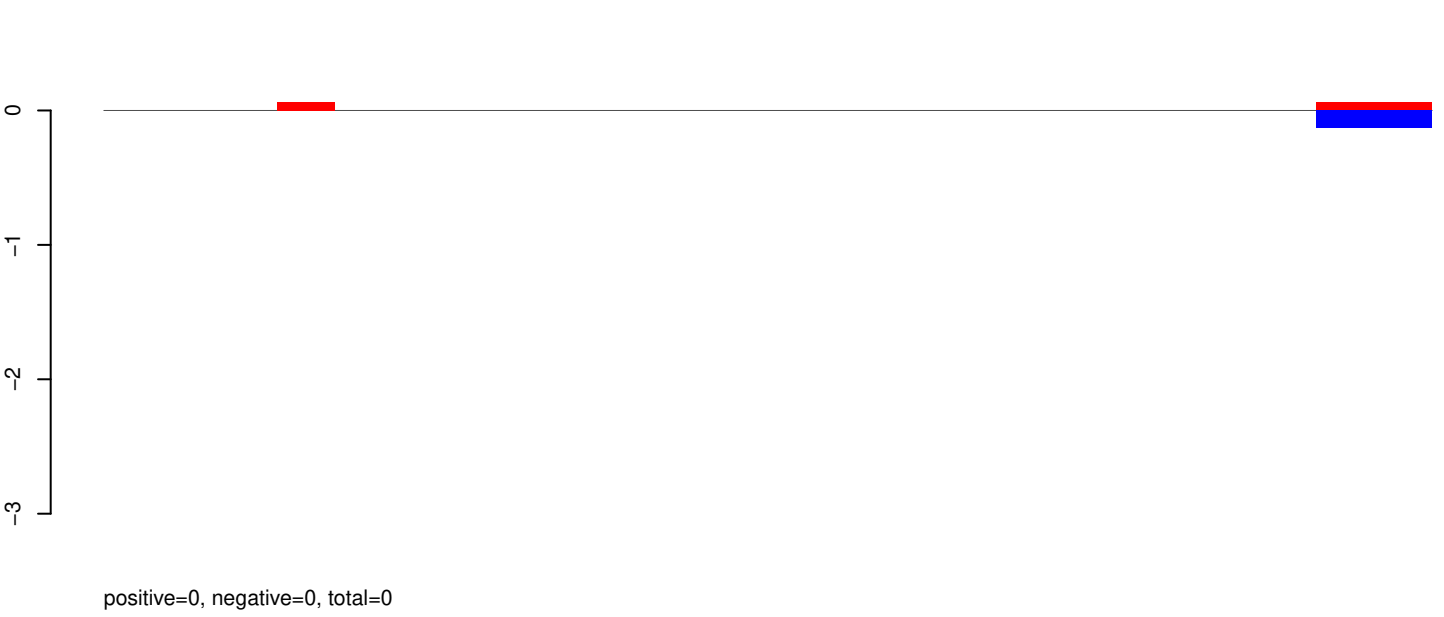 0
−1
−2
−3
positive=0, negative=0, total=0